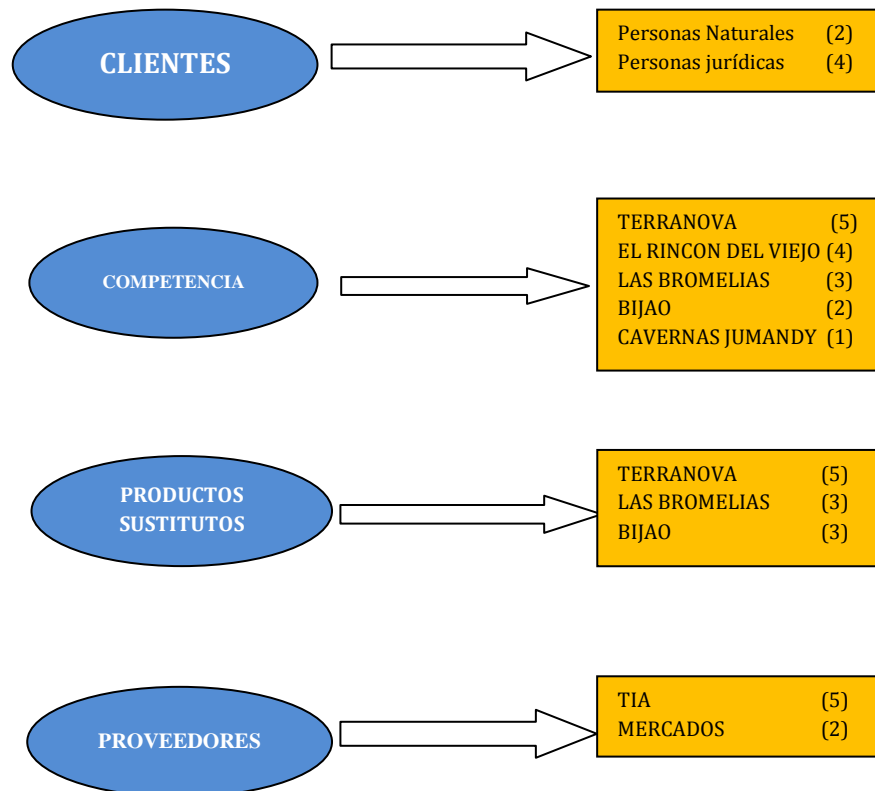 CLIENTES
Personas Naturales (2)
Personas jurídicas (4)
COMPETENCIA
TERRANOVA (5)
EL RINCON DEL VIEJO (4)
LAS BROMELIAS (3)
BIJAO (2)
CAVERNAS JUMANDY (1)
PRODUCTOS
SUSTITUTOS
TERRANOVA (5)
LAS BROMELIAS (3)
BIJAO (3)
PROVEEDORES
TIA (5)
MERCADOS (2)